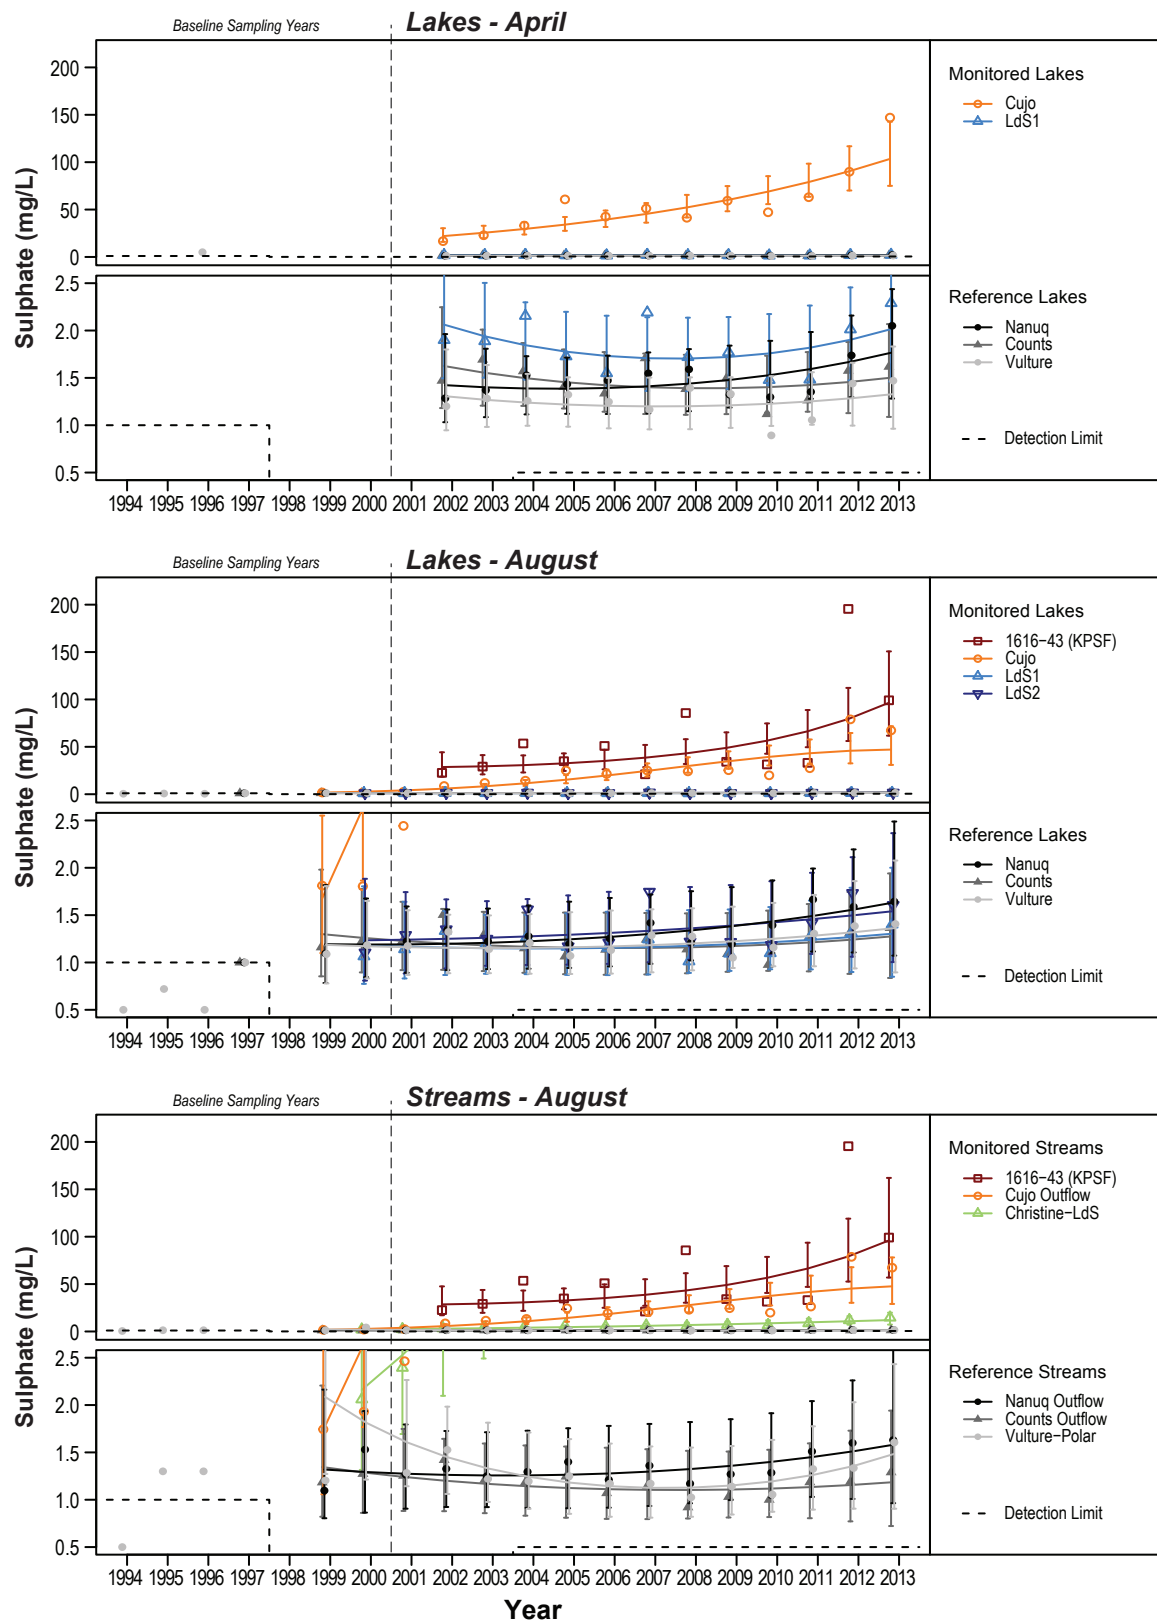 Baseline Sampling Years
Lakes - April
Sulphate (mg/L)
200
150
100
50
0
2.5
2.0
1.5
1.0
0.5
1994 1995 1996 1997 1998 1999 2000 2001 2002 2003 2004 2005 2006 2007 2008 2009 2010 2011 2012 2013
Monitored Lakes
Cujo
LdS1
Reference Lakes
Nanuq
Counts
Vulture
Detection Limit
Baseline Sampling Years
Lakes - August
Sulphate (mg/L)
200
150
100
50
0
2.5
2.0
1.5
1.0
0.5
1994 1995 1996 1997 1998 1999 2000 2001 2002 2003 2004 2005 2006 2007 2008 2009 2010 2011 2012 2013
Monitored Lakes
1616−43 (KPSF)
Cujo
LdS1
LdS2
Reference Lakes
Nanuq
Counts
Vulture
Detection Limit
Baseline Sampling Years
Streams - August
Sulphate (mg/L)
200
150
100
50
0
2.5
2.0
1.5
1.0
0.5
1994 1995 1996 1997 1998 1999 2000 2001 2002 2003 2004 2005 2006 2007 2008 2009 2010 2011 2012 2013
Year
Monitored Streams
1616−43 (KPSF)
Cujo Outflow
Christine−LdS
Reference Streams
Nanuq Outflow
Counts Outflow
Vulture−Polar
Detection Limit